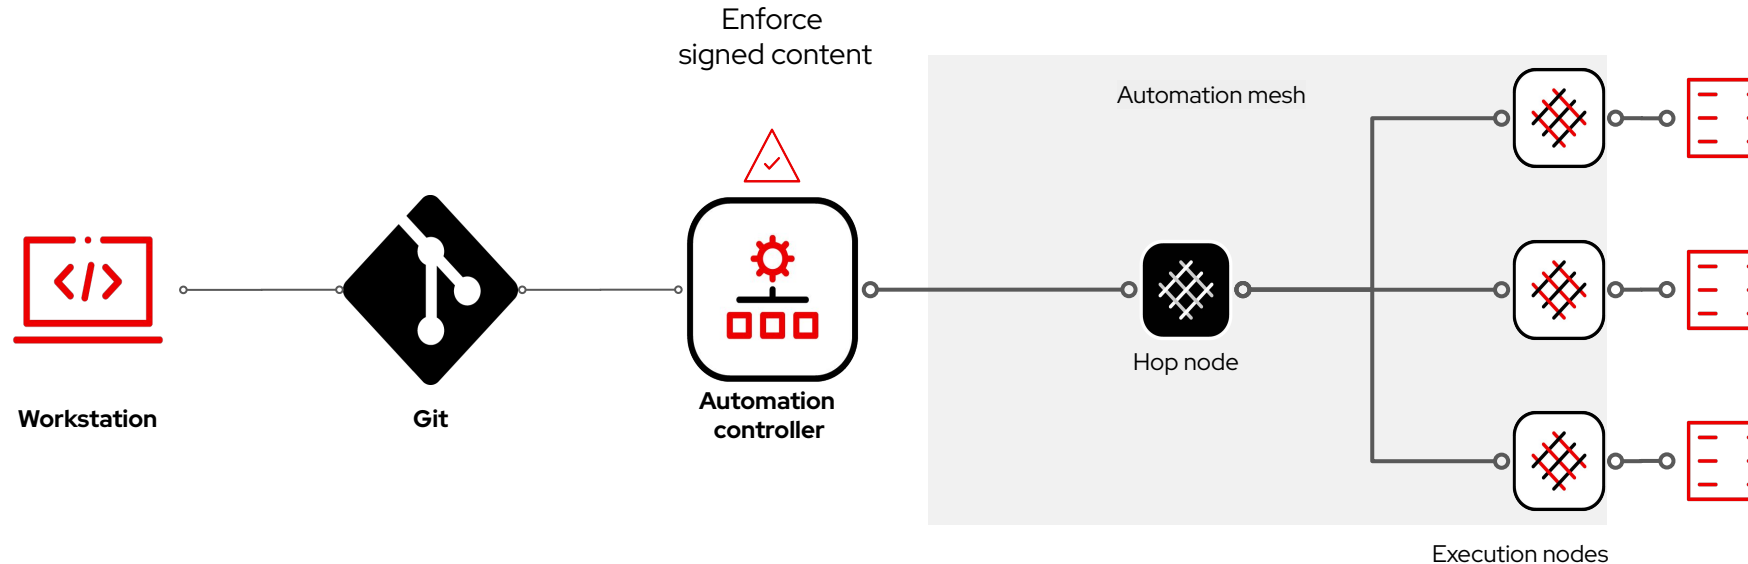 Enforce
signed content
Automation mesh
Hop node
Workstation
Git
Automation
controller
Execution nodes